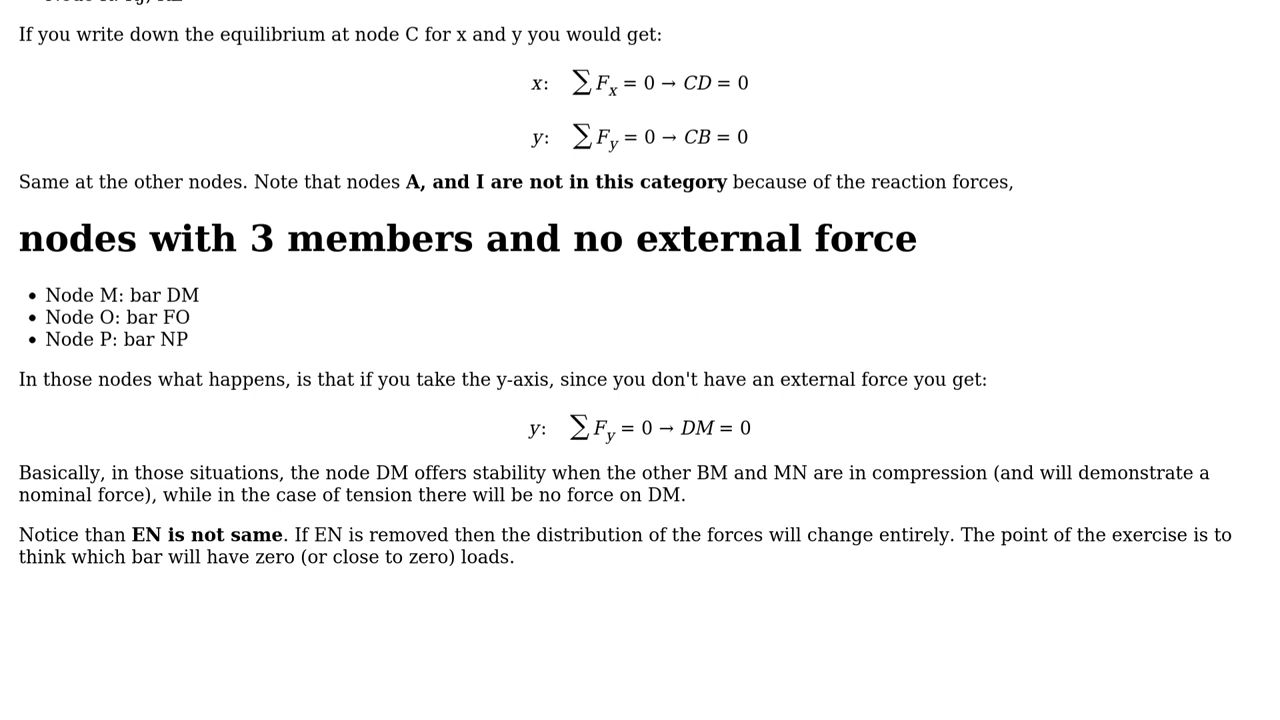 If you write down the equilibrium at node C for x and y you would get:
x: ∑ F_x = 0 → CD = 0
y: ∑ F_y = 0 → CB = 0
Same at the other nodes. Note that nodes A, and I are not in this category because of the reaction forces,
nodes with 3 members and no external force
• Node M: bar DM
• Node O: bar FO
• Node P: bar NP
In those nodes what happens, is that if you take the y-axis, since you don't have an external force you get:
y: ∑ F_y = 0 → DM = 0
Basically, in those situations, the node DM offers stability when the other BM and MN are in compression (and will demonstrate a
nominal force), while in the case of tension there will be no force on DM.
Notice than EN is not same. If EN is removed then the distribution of the forces will change entirely. The point of the exercise is to
think which bar will have zero (or close to zero) loads.